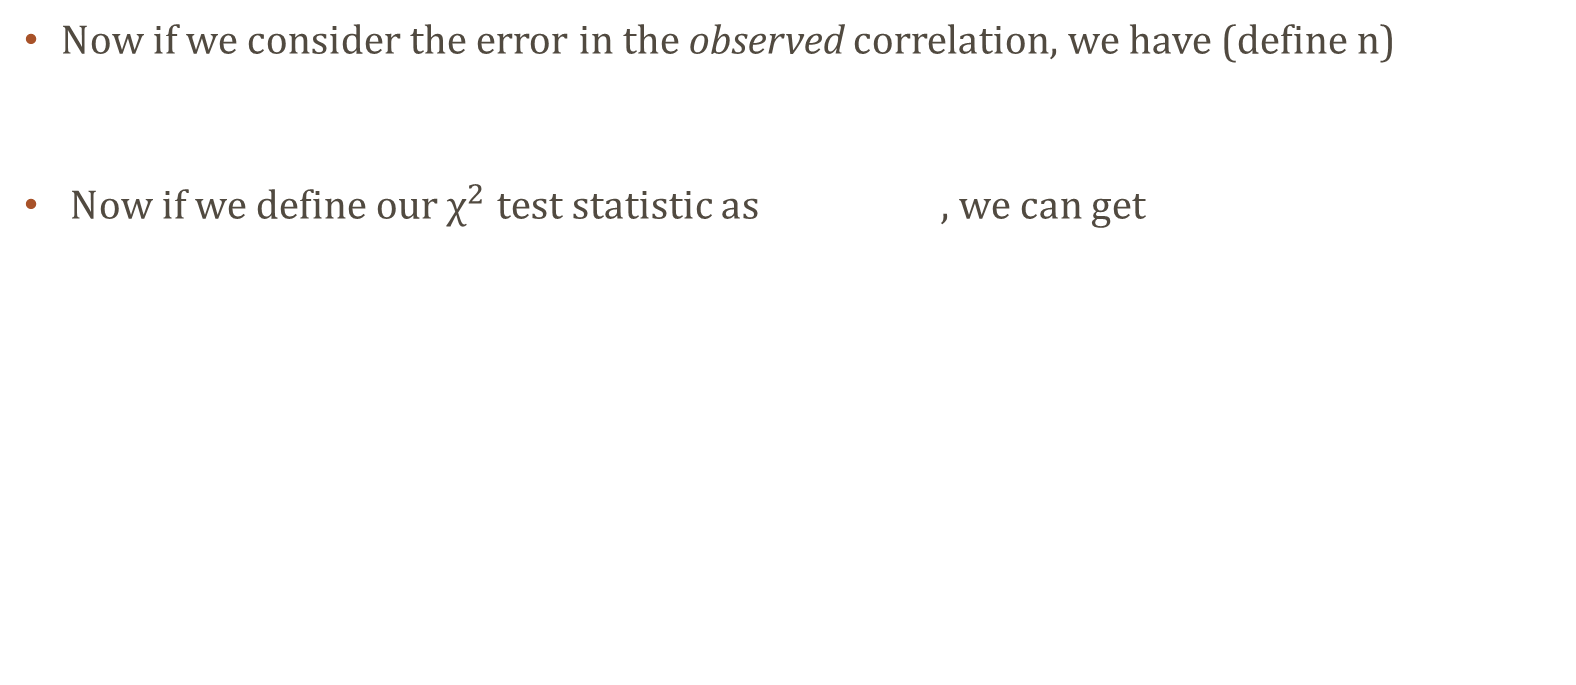 • Now if we consider the error in the observed correlation, we have (define n)
• Now if we define our χ² test statistic as , we can get